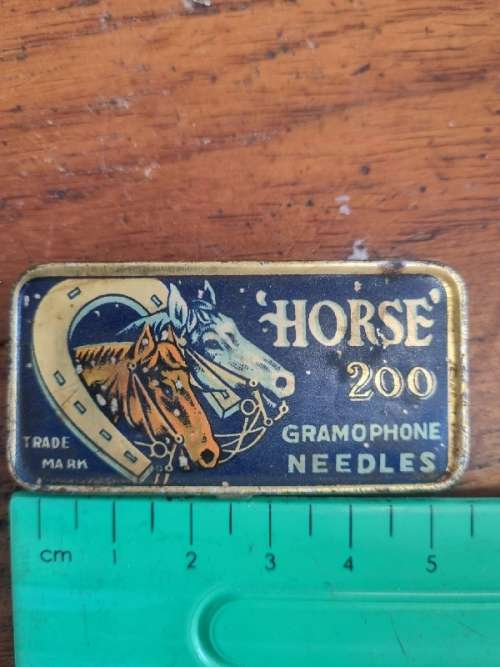 'HORSE'
200
GRAMOPHONE
NEEDLES
TRADE
MARK
cm 1 2 3 4 5